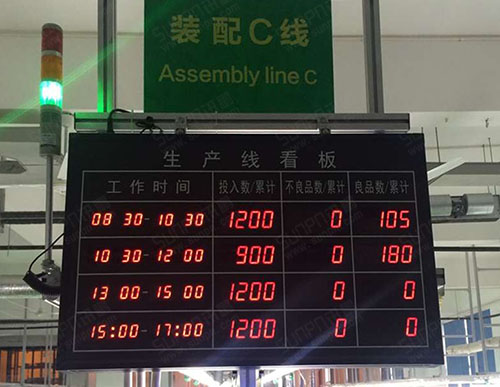 装配C线
Assembly line C
生产线看板
工作时间 投入数/累计 不良品数/累计 良品数/累计
08 30-10 30 1200 0 105
10 30-12 00 900 0 180
13 00-15 00 1200 0 0
15:00-17:00 1200 0 0